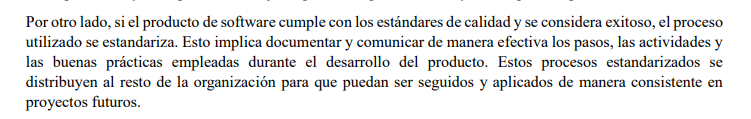 Por otro lado, si el producto de software cumple con los estándares de calidad y se considera exitoso, el proceso
utilizado se estandariza. Esto implica documentar y comunicar de manera efectiva los pasos, las actividades y
las buenas prácticas empleadas durante el desarrollo del producto. Estos procesos estandarizados se
distribuyen al resto de la organización para que puedan ser seguidos y aplicados de manera consistente en
proyectos futuros.